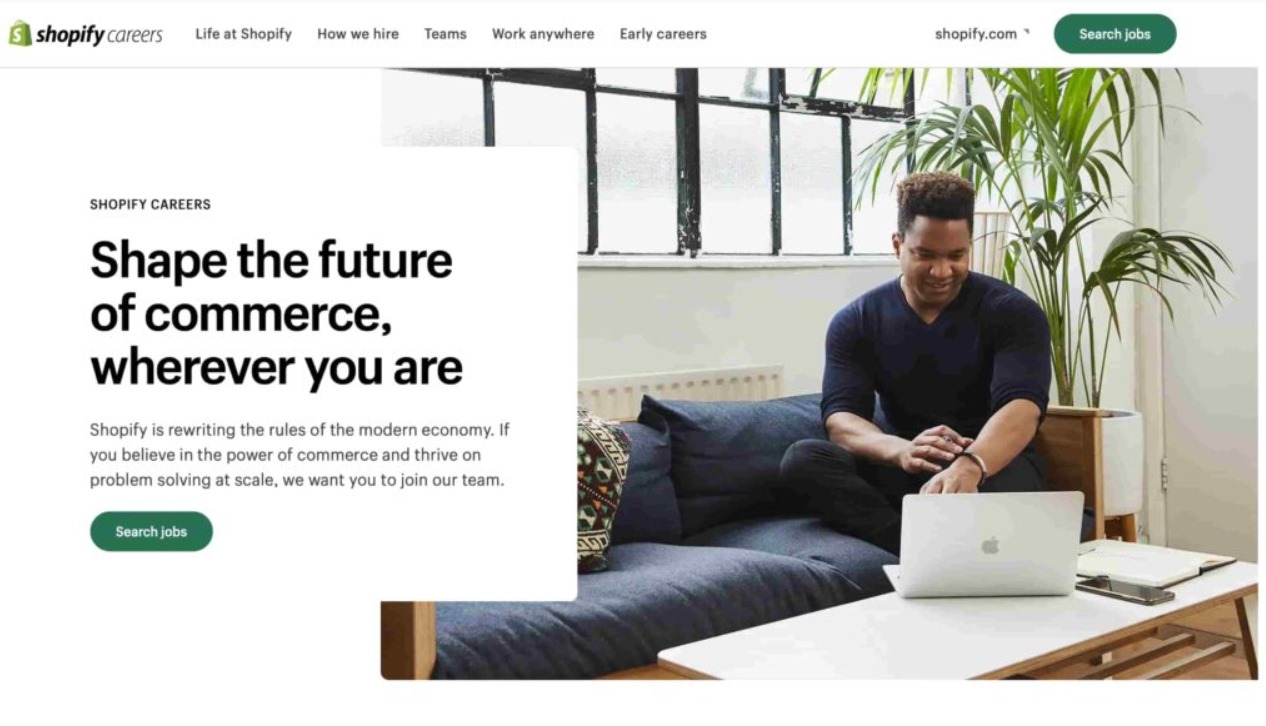 shopify careers
Life at Shopify
How we hire
Teams
Work anywhere
Early careers
shopify.com
Search jobs
SHOPIFY CAREERS
Shape the future
of commerce,
wherever you are
Shopify is rewriting the rules of the modern economy. If
you believe in the power of commerce and thrive on
problem solving at scale, we want you to join our team.
Search jobs